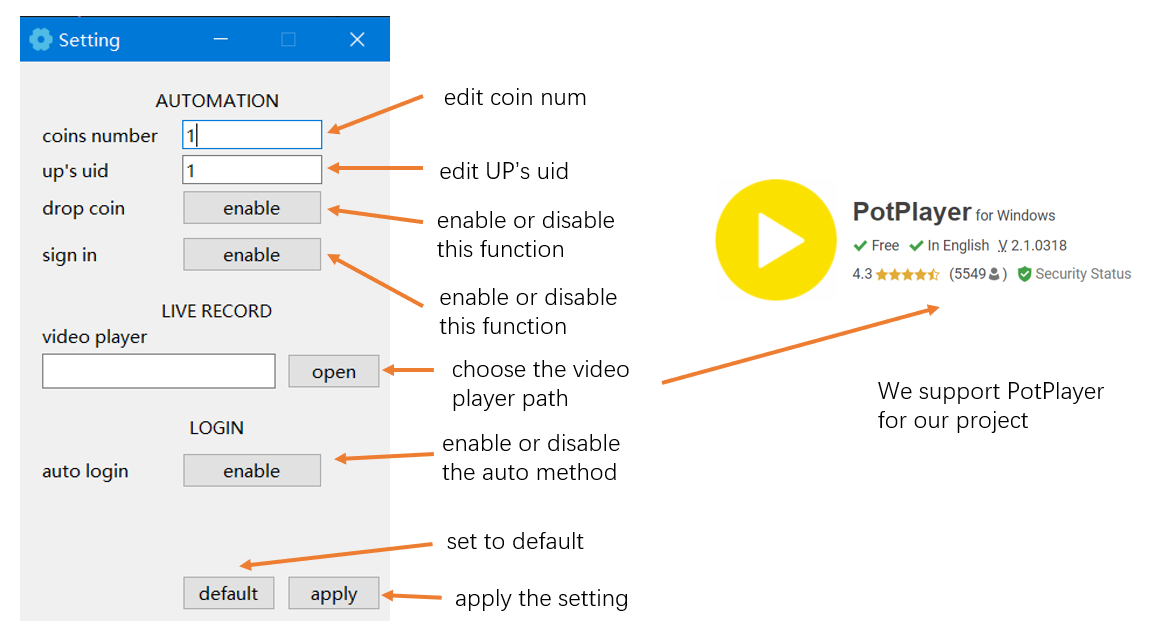 Setting
AUTOMATION
coins number 1
edit coin num
up's uid 1
edit UP’s uid
drop coin enable
enable or disable
this function
sign in enable
enable or disable
this function
LIVE RECORD
video player
open
choose the video
player path
LOGIN
auto login enable
enable or disable
the auto method
set to default
default apply
apply the setting
PotPlayer for Windows
Free In English V 2.1.0318
4.3 (5549) Security Status
We support PotPlayer
for our project